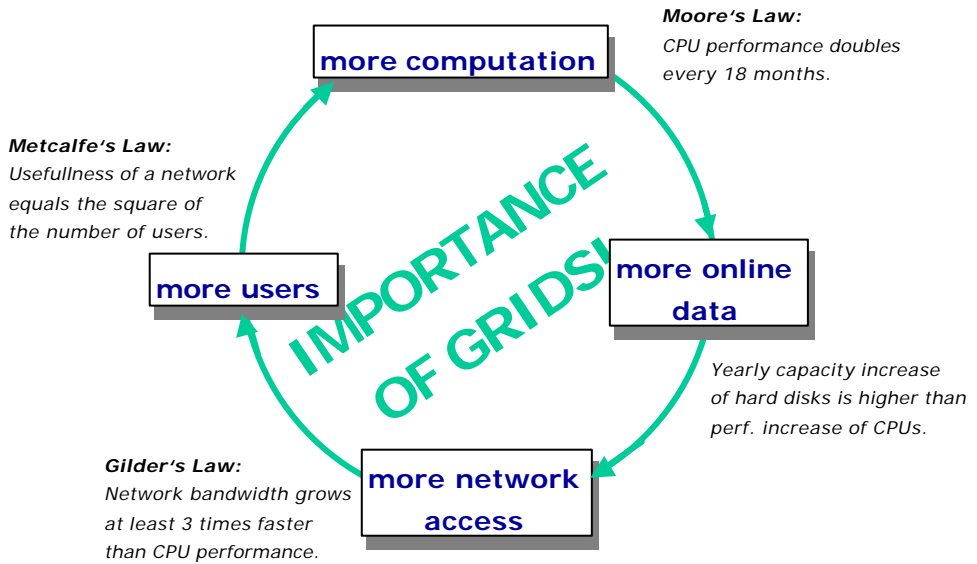 Moore's Law:
CPU performance doubles
every 18 months.
more computation
Metcalfe's Law:
Usefullness of a network
equals the square of
the number of users.
IMPORTANCE
OF GRIDS!
more users
more online
data
Yearly capacity increase
of hard disks is higher than
perf. increase of CPUs.
Gilder's Law:
Network bandwidth grows
at least 3 times faster
than CPU performance.
more network
access